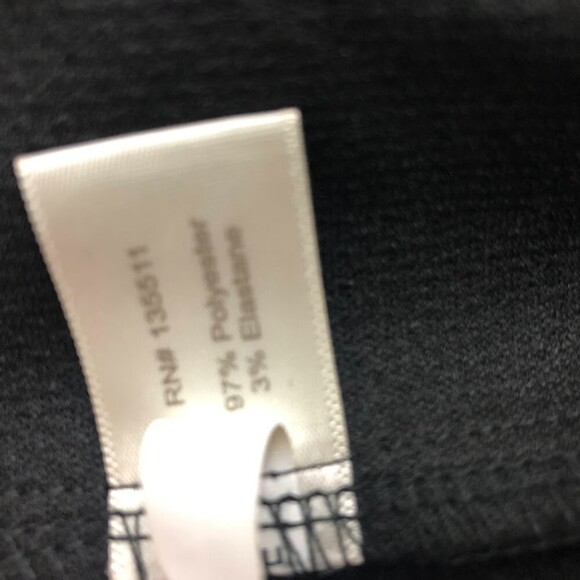 RN# 135511
97% Polyester
3% Elastane